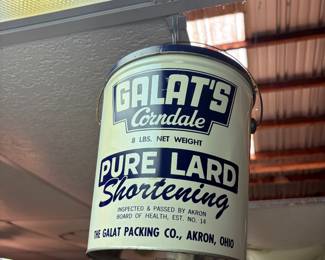 GALAT'S
Corndale
8 LBS. NET WEIGHT
PURE LARD
Shortening
INSPECTED & PASSED BY AKRON
BOARD OF HEALTH, EST. NO. 14
THE GALAT PACKING CO., AKRON, OHIO